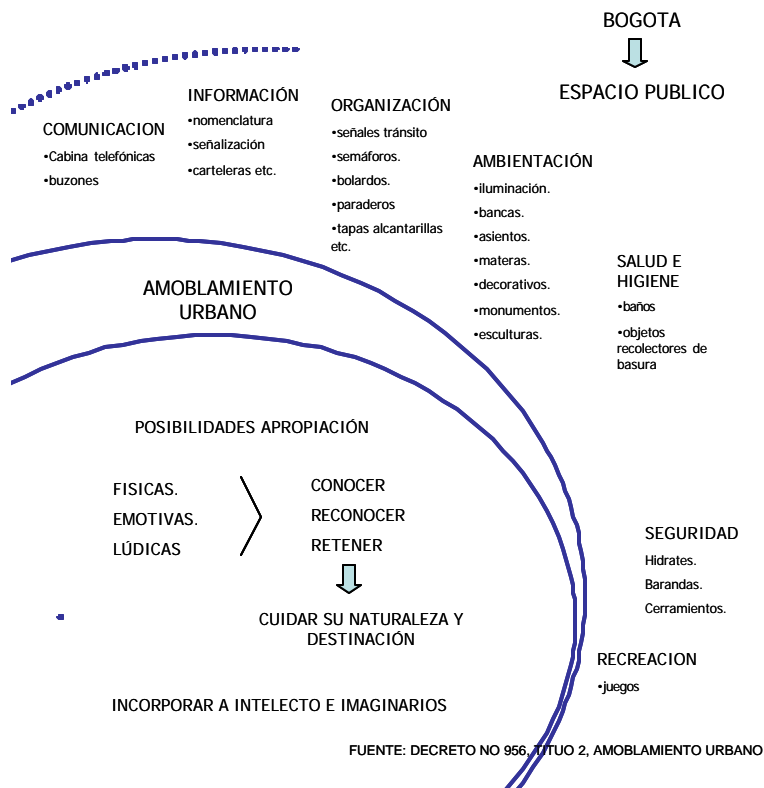 BOGOTA
ESPACIO PUBLICO
COMUNICACION
•Cabina telefónicas
•buzones
INFORMACIÓN
•nomenclatura
•señalización
•carteleras etc.
ORGANIZACIÓN
•señales tránsito
•semáforos.
•bolardos.
•paraderos
•tapas alcantarillas
etc.
AMBIENTACIÓN
•iluminación.
•bancas.
•asientos.
•materas.
•decorativos.
•monumentos.
•esculturas.
SALUD E
HIGIENE
•baños
•objetos
recolectores de
basura
AMOBLAMIENTO
URBANO
POSIBILIDADES APROPIACIÓN
FISICAS.
EMOTIVAS.
LÚDICAS
CONOCER
RECONOCER
RETENER
CUIDAR SU NATURALEZA Y
DESTINACIÓN
INCORPORAR A INTELECTO E IMAGINARIOS
SEGURIDAD
Hidrates.
Barandas.
Cerramientos.
RECREACION
•juegos
FUENTE: DECRETO NO 956, TITUO 2, AMOBLAMIENTO URBANO